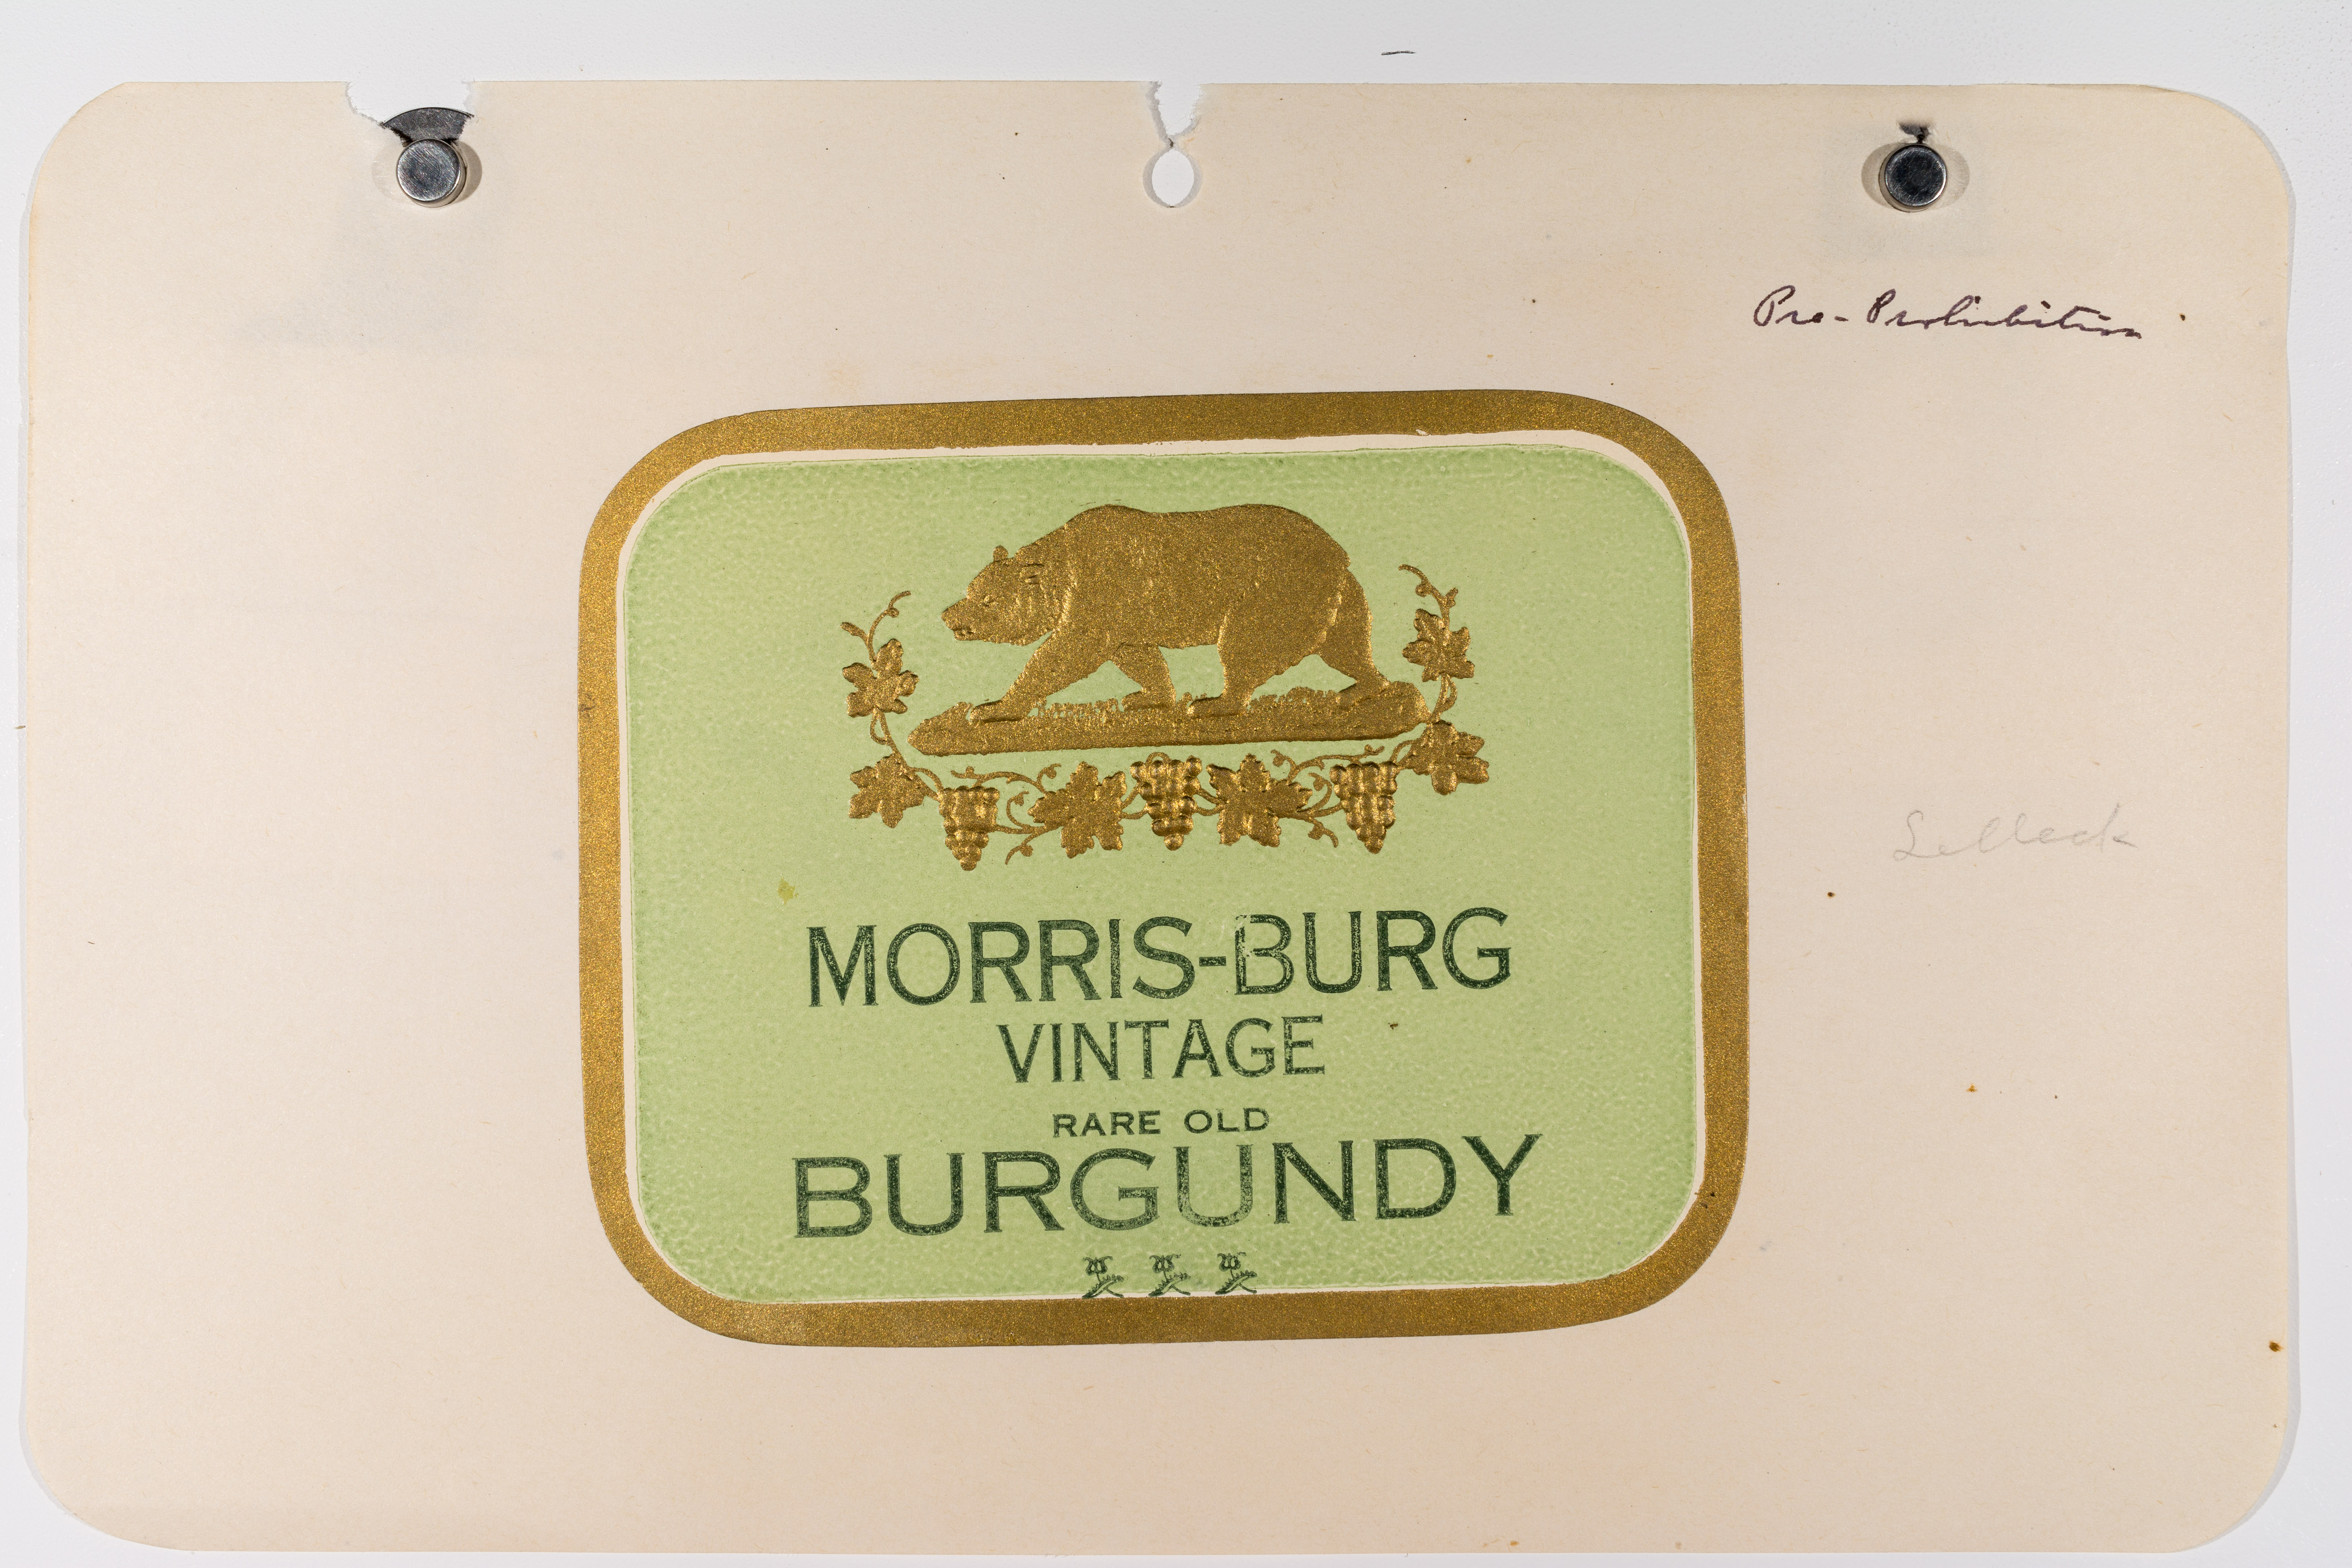 Pre-Prohibition
MORRIS-BURG
VINTAGE
RARE OLD
BURGUNDY